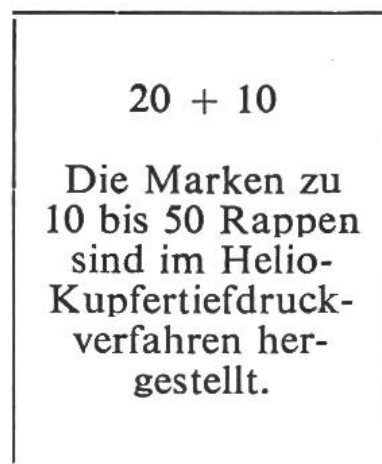 20 + 10
Die Marken zu
10 bis 50 Rappen
sind im Helio-
Kupfertiefdruck-
verfahren her-
gestellt.